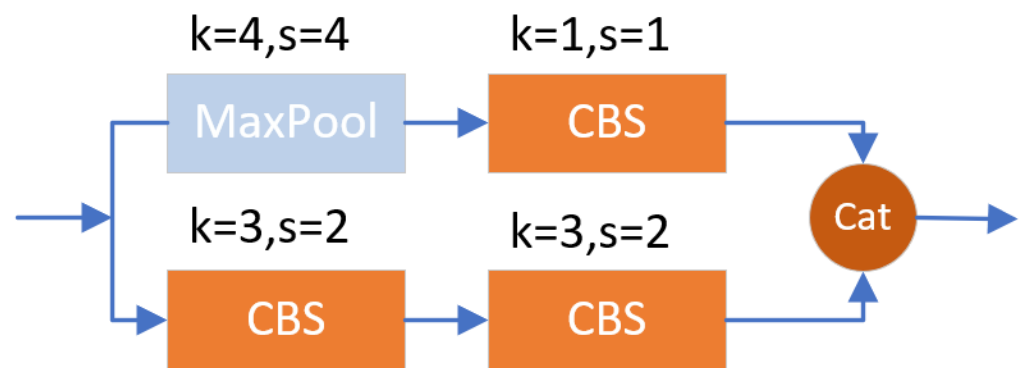 k=4,s=4
k=1,s=1
MaxPool
CBS
k=3,s=2
k=3,s=2
Cat
CBS
CBS